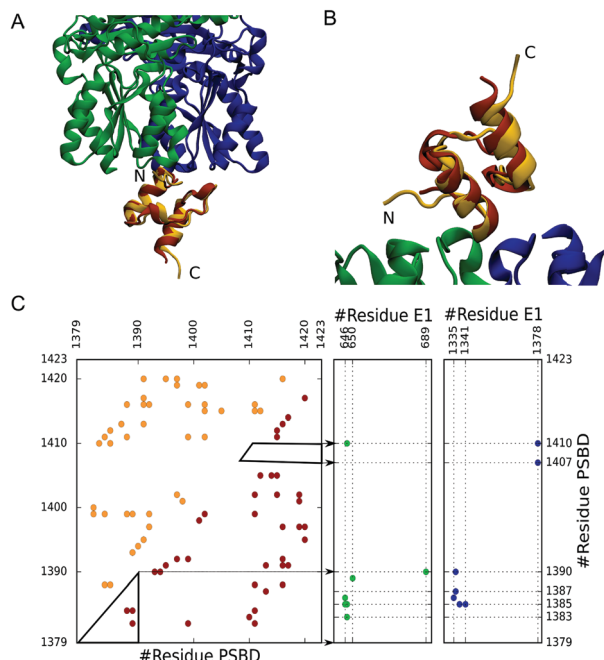 A
B
N
C
C
N
C
#Residue E1
#Residue E1
1379
1390
1400
1410
1420
1423
646
650
689
1335
1341
1378
1423
1420
1410
1400
1390
1379
1423
1410
1407
1390
1387
1385
1383
1379
#Residue PSBD
#Residue PSBD